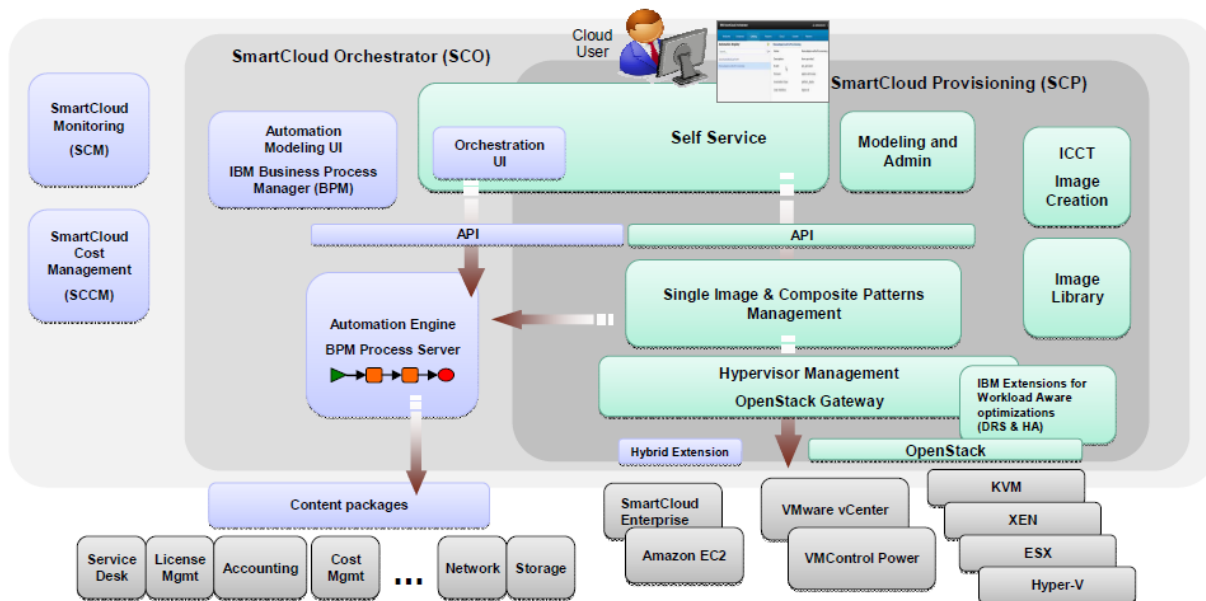 Cloud
User
SmartCloud Orchestrator (SCO)
SmartCloud Provisioning (SCP)
SmartCloud
Monitoring
(SCM)
SmartCloud
Cost
Management
(SCCM)
Automation
Modeling UI
IBM Business Process
Manager (BPM)
Orchestration
UI
Self Service
Modeling and
Admin
ICCT
Image
Creation
Image
Library
API
API
Automation Engine
BPM Process Server
Single Image & Composite Patterns
Management
Hypervisor Management
OpenStack Gateway
IBM Extensions for
Workload Aware
optimizations
(DRS & HA)
Hybrid Extension
OpenStack
Content packages
Service
Desk
License
Mgmt
Accounting
Cost
Mgmt
...
Network
Storage
SmartCloud
Enterprise
Amazon EC2
VMware vCenter
VMControl Power
KVM
XEN
ESX
Hyper-V